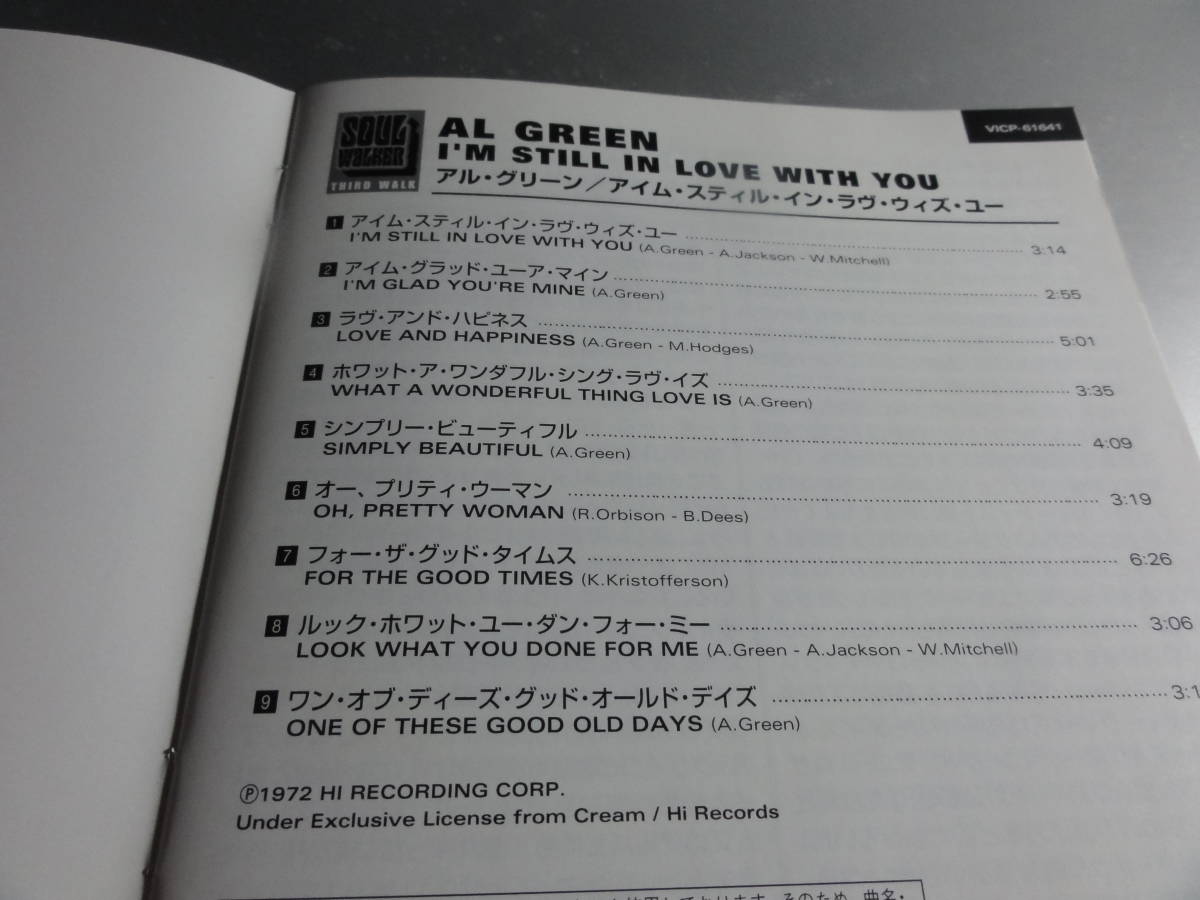 SOUL
WALKER
THIRD WALK
AL GREEN
I'M STILL IN LOVE WITH YOU
アル・グリーン／アイム・スティル・イン・ラヴ・ウィズ・ユー
VICP-61641
1 アイム・スティル・イン・ラヴ・ウィズ・ユー 3:14
I'M STILL IN LOVE WITH YOU (A.Green - A.Jackson - W.Mitchell)
2 アイム・グラッド・ユーア・マイン 2:55
I'M GLAD YOU'RE MINE (A.Green)
3 ラヴ・アンド・ハピネス 5:01
LOVE AND HAPPINESS (A.Green - M.Hodges)
4 ホワット・ア・ワンダフル・シング・ラヴ・イズ 3:35
WHAT A WONDERFUL THING LOVE IS (A.Green)
5 シンプリー・ビューティフル 4:09
SIMPLY BEAUTIFUL (A.Green)
6 オー、プリティ・ウーマン 3:19
OH, PRETTY WOMAN (R.Orbison - B.Dees)
7 フォー・ザ・グッド・タイムス 6:26
FOR THE GOOD TIMES (K.Kristofferson)
8 ルック・ホワット・ユー・ダン・フォー・ミー 3:06
LOOK WHAT YOU DONE FOR ME (A.Green - A.Jackson - W.Mitchell)
9 ワン・オブ・ディーズ・グッド・オールド・デイズ 3:1
ONE OF THESE GOOD OLD DAYS (A.Green)
Ⓟ1972 HI RECORDING CORP.
Under Exclusive License from Cream / Hi Records
そのため、曲名・